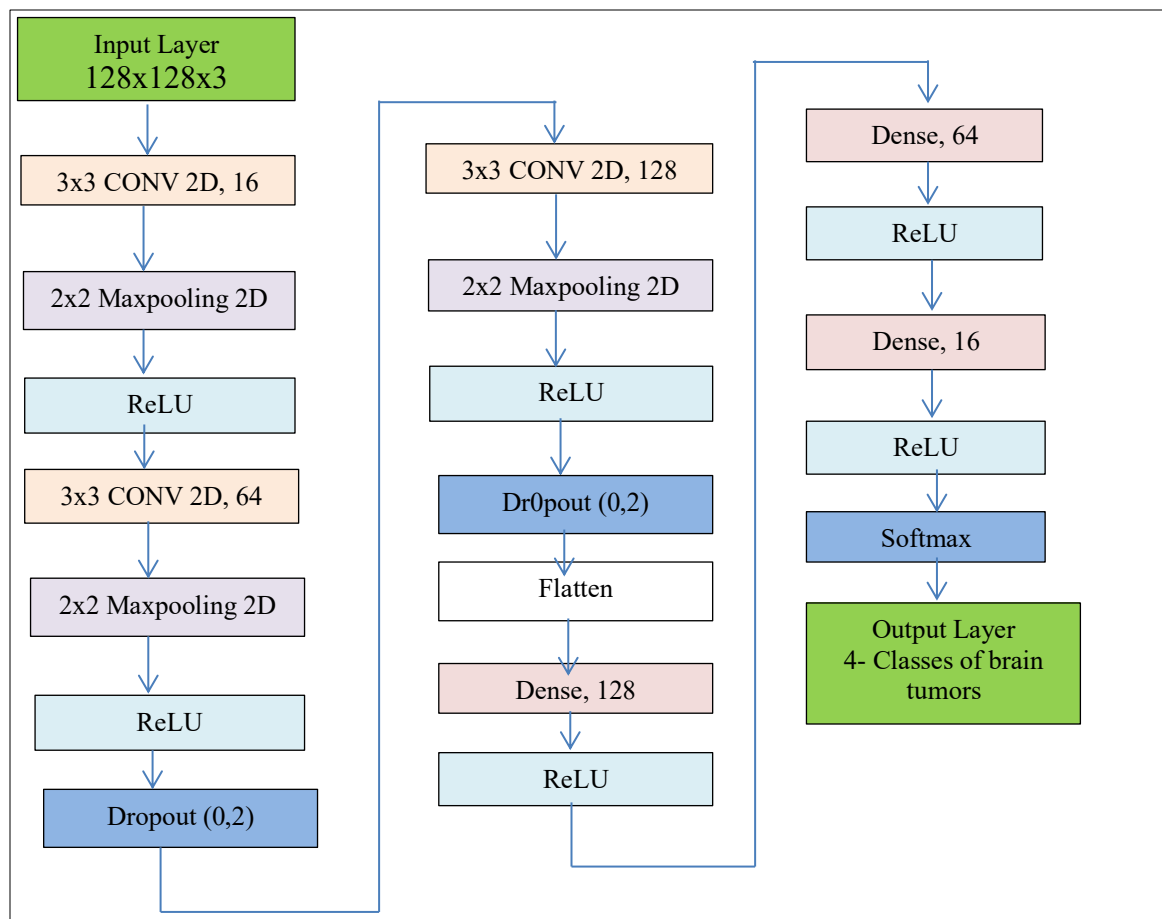 Input Layer
128x128x3
3x3 CONV 2D, 16
2x2 Maxpooling 2D
ReLU
3x3 CONV 2D, 64
2x2 Maxpooling 2D
ReLU
Dropout (0,2)
3x3 CONV 2D, 128
2x2 Maxpooling 2D
ReLU
Dr0pout (0,2)
Flatten
Dense, 128
ReLU
Dense, 64
ReLU
Dense, 16
ReLU
Softmax
Output Layer
4- Classes of brain
tumors